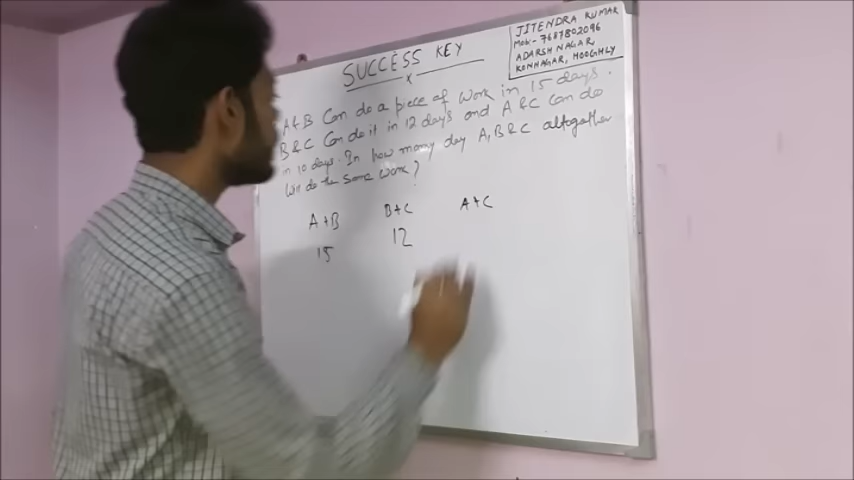 SUCCESS KEY
x
JITENDRA KUMAR
Mob:- 7687802096
ADARSH NAGAR,
KONNAGAR, HOOGHLY
A & B Can do a piece of work in 15 days.
B & C Can do it in 12 days and A & C can do
in 10 days. In how many day A, B & C altogather
will do the same work?
A+B B+C A+C
15 12